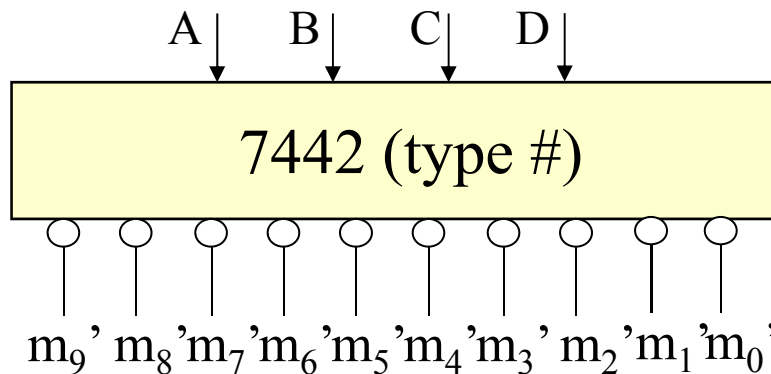 A B C D
7442 (type #)
m₉’ m₈’ m₇’ m₆’ m₅’ m₄’ m₃’ m₂’ m₁’ m₀’